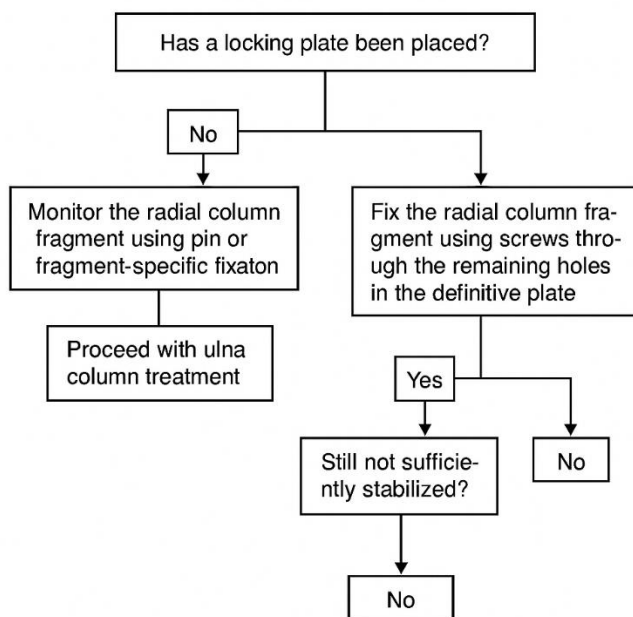 Has a locking plate been placed?
No
Monitor the radial column
fragment using pin or
fragment-specific fixaton
Fix the radial column fra-
gment using screws thro-
ugh the remaining holes
in the definitive plate
Proceed with ulna
column treatment
Yes
No
Still not sufficie-
ntly stabilized?
No